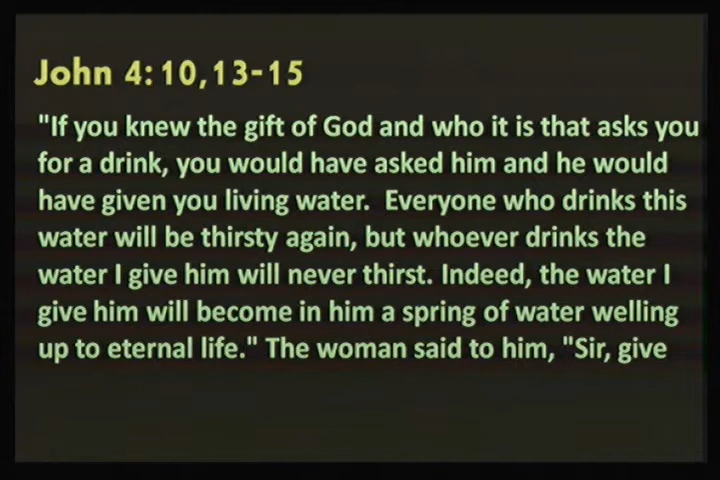 John 4:10,13-15
"If you knew the gift of God and who it is that asks you
for a drink, you would have asked him and he would
have given you living water.  Everyone who drinks this
water will be thirsty again, but whoever drinks the
water I give him will never thirst. Indeed, the water I
give him will become in him a spring of water welling
up to eternal life." The woman said to him, "Sir, give